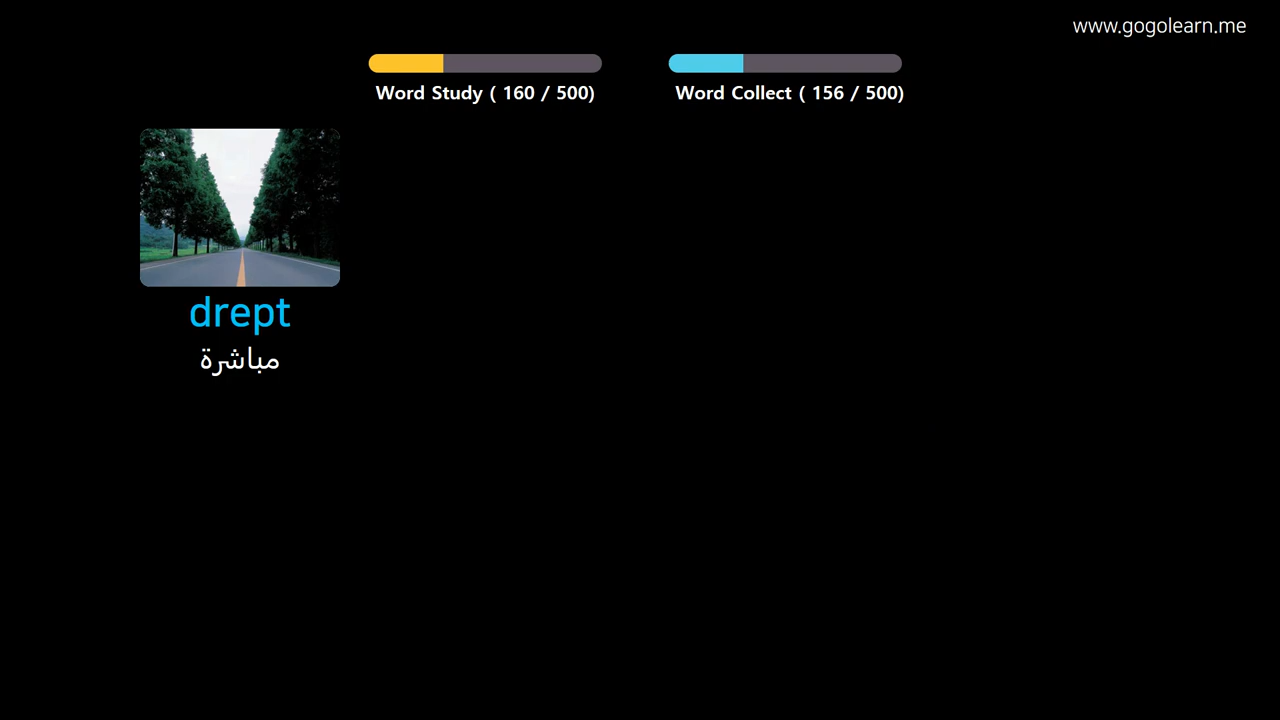 www.gogolearn.me
Word Study ( 160 / 500)
Word Collect ( 156 / 500)
drept
مباشرة